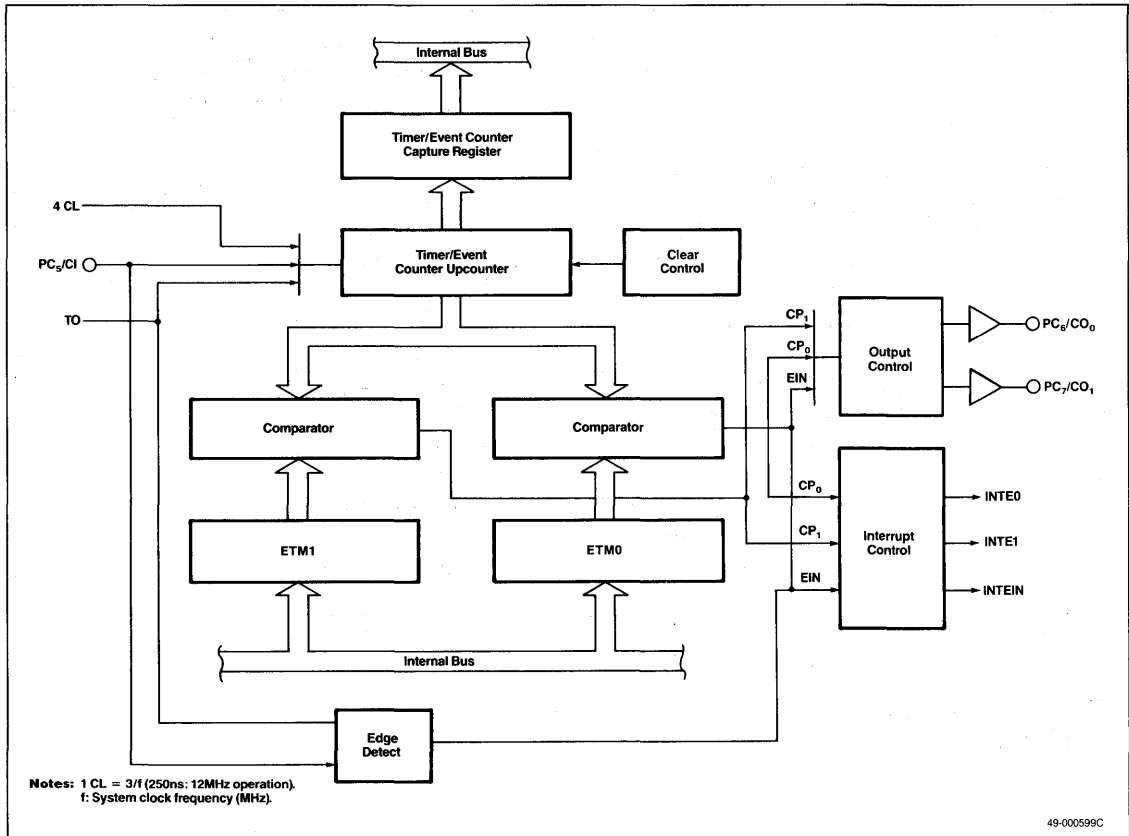 Internal Bus
Timer/Event Counter
Capture Register
4 CL
PC5/CI
TO
Timer/Event
Counter Upcounter
Clear
Control
CP1
CP0
EIN
Output
Control
PC6/CO0
PC7/CO1
Comparator
Comparator
CP0
CP1
EIN
Interrupt
Control
INTE0
INTE1
INTEIN
ETM1
ETM0
Internal Bus
Edge
Detect
Notes: 1 CL = 3/f (250ns: 12MHz operation).
f: System clock frequency (MHz).
49-000599C